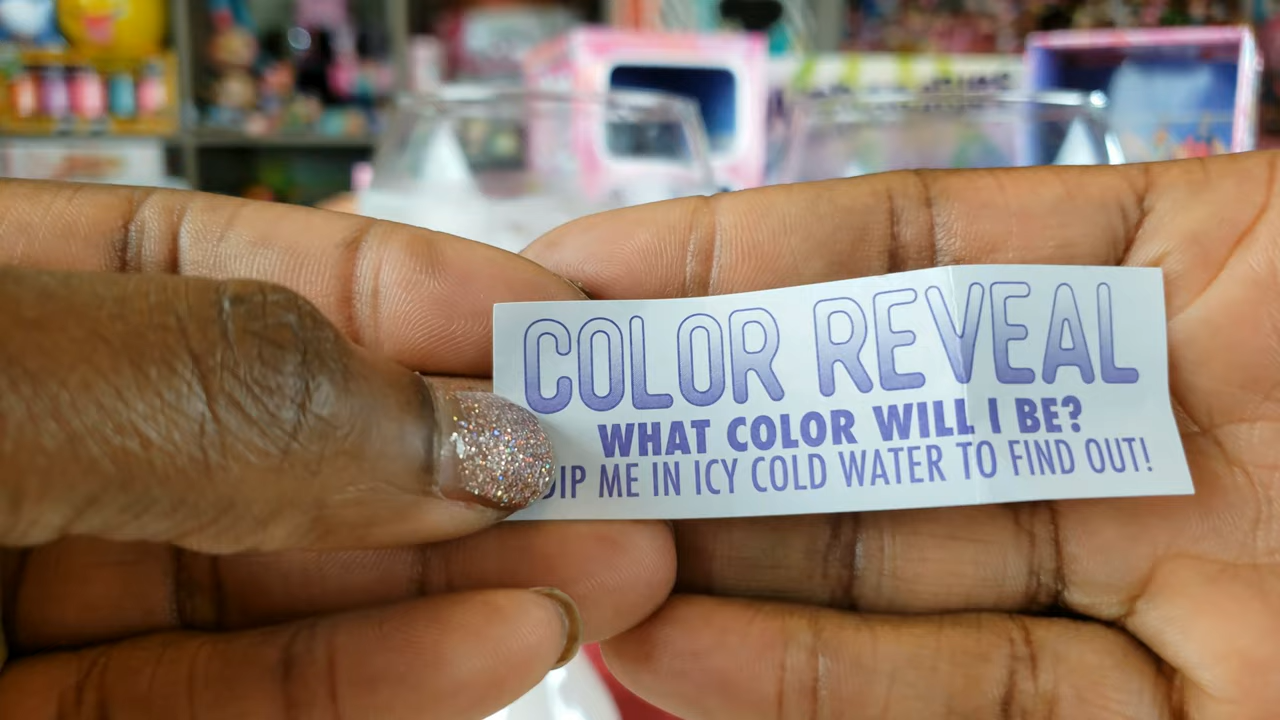 COLOR REVEAL
WHAT COLOR WILL I BE?
DIP ME IN ICY COLD WATER TO FIND OUT!